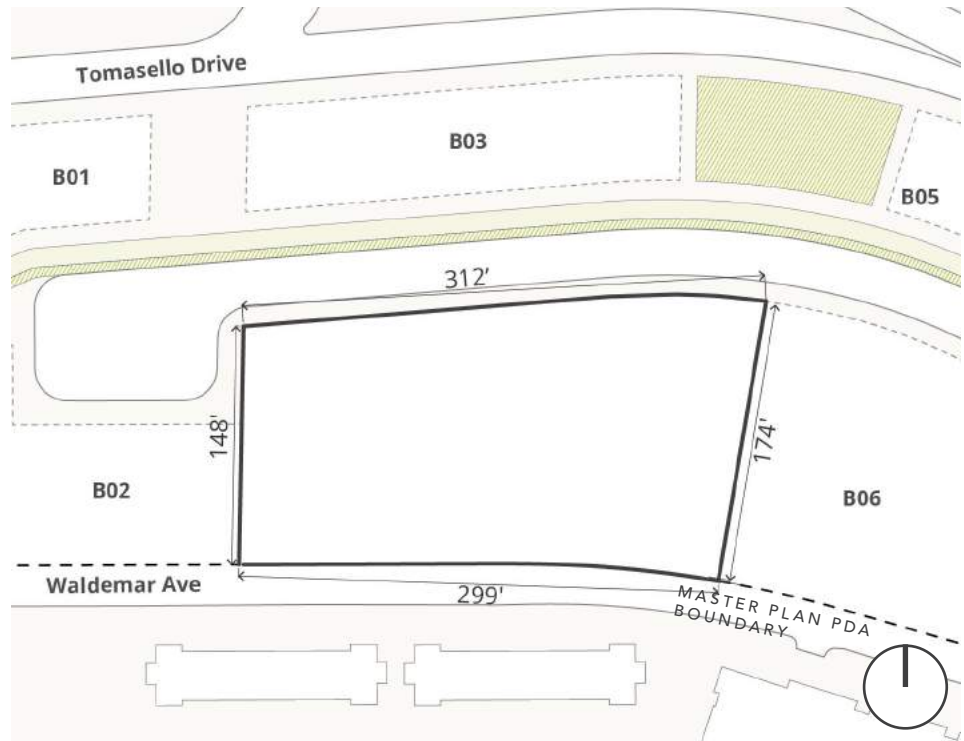 Tomasello Drive
B03
B01
B05
312'
148'
174'
B02
B06
Waldemar Ave
299'
MASTER PLAN PDA
BOUNDARY